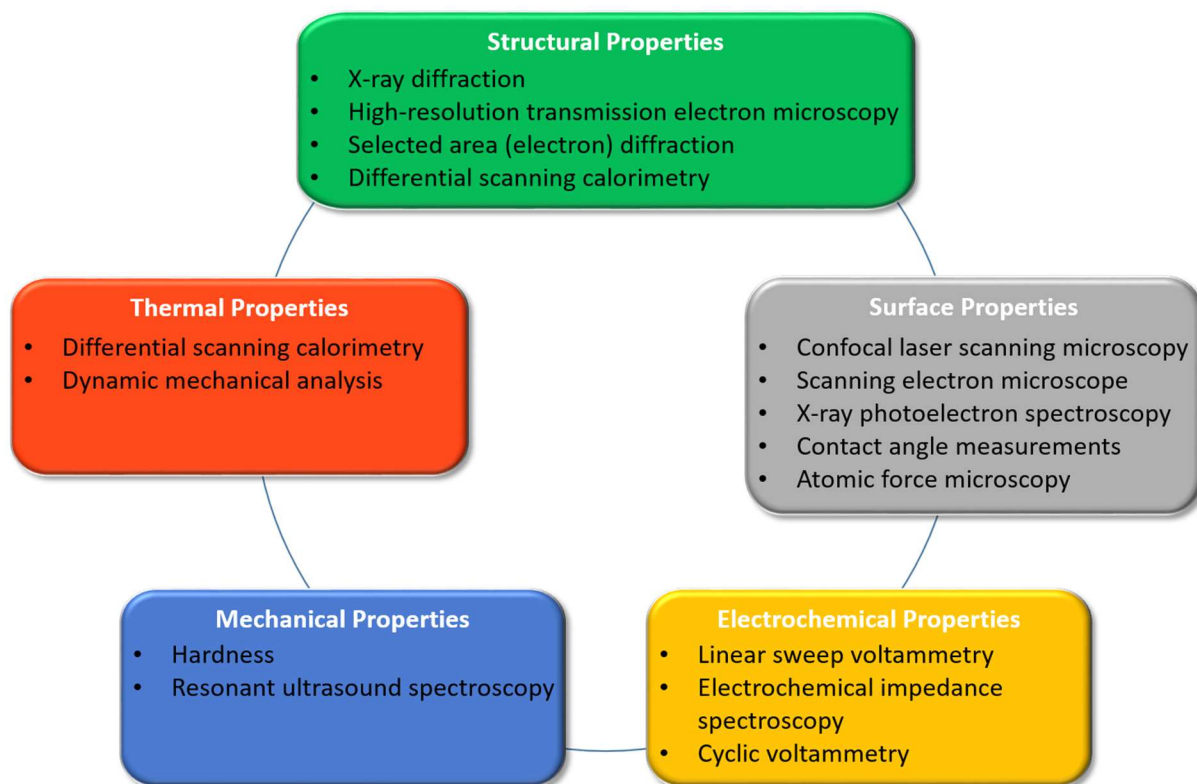 Structural Properties
• X-ray diffraction
• High-resolution transmission electron microscopy
• Selected area (electron) diffraction
• Differential scanning calorimetry
Thermal Properties
• Differential scanning calorimetry
• Dynamic mechanical analysis
Surface Properties
• Confocal laser scanning microscopy
• Scanning electron microscope
• X-ray photoelectron spectroscopy
• Contact angle measurements
• Atomic force microscopy
Mechanical Properties
• Hardness
• Resonant ultrasound spectroscopy
Electrochemical Properties
• Linear sweep voltammetry
• Electrochemical impedance
spectroscopy
• Cyclic voltammetry